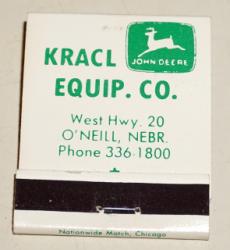 KRACL
JOHN DEERE
EQUIP. CO.
West Hwy. 20
O'NEILL, NEBR.
Phone 336-1800
Nationwide Match, Chicago